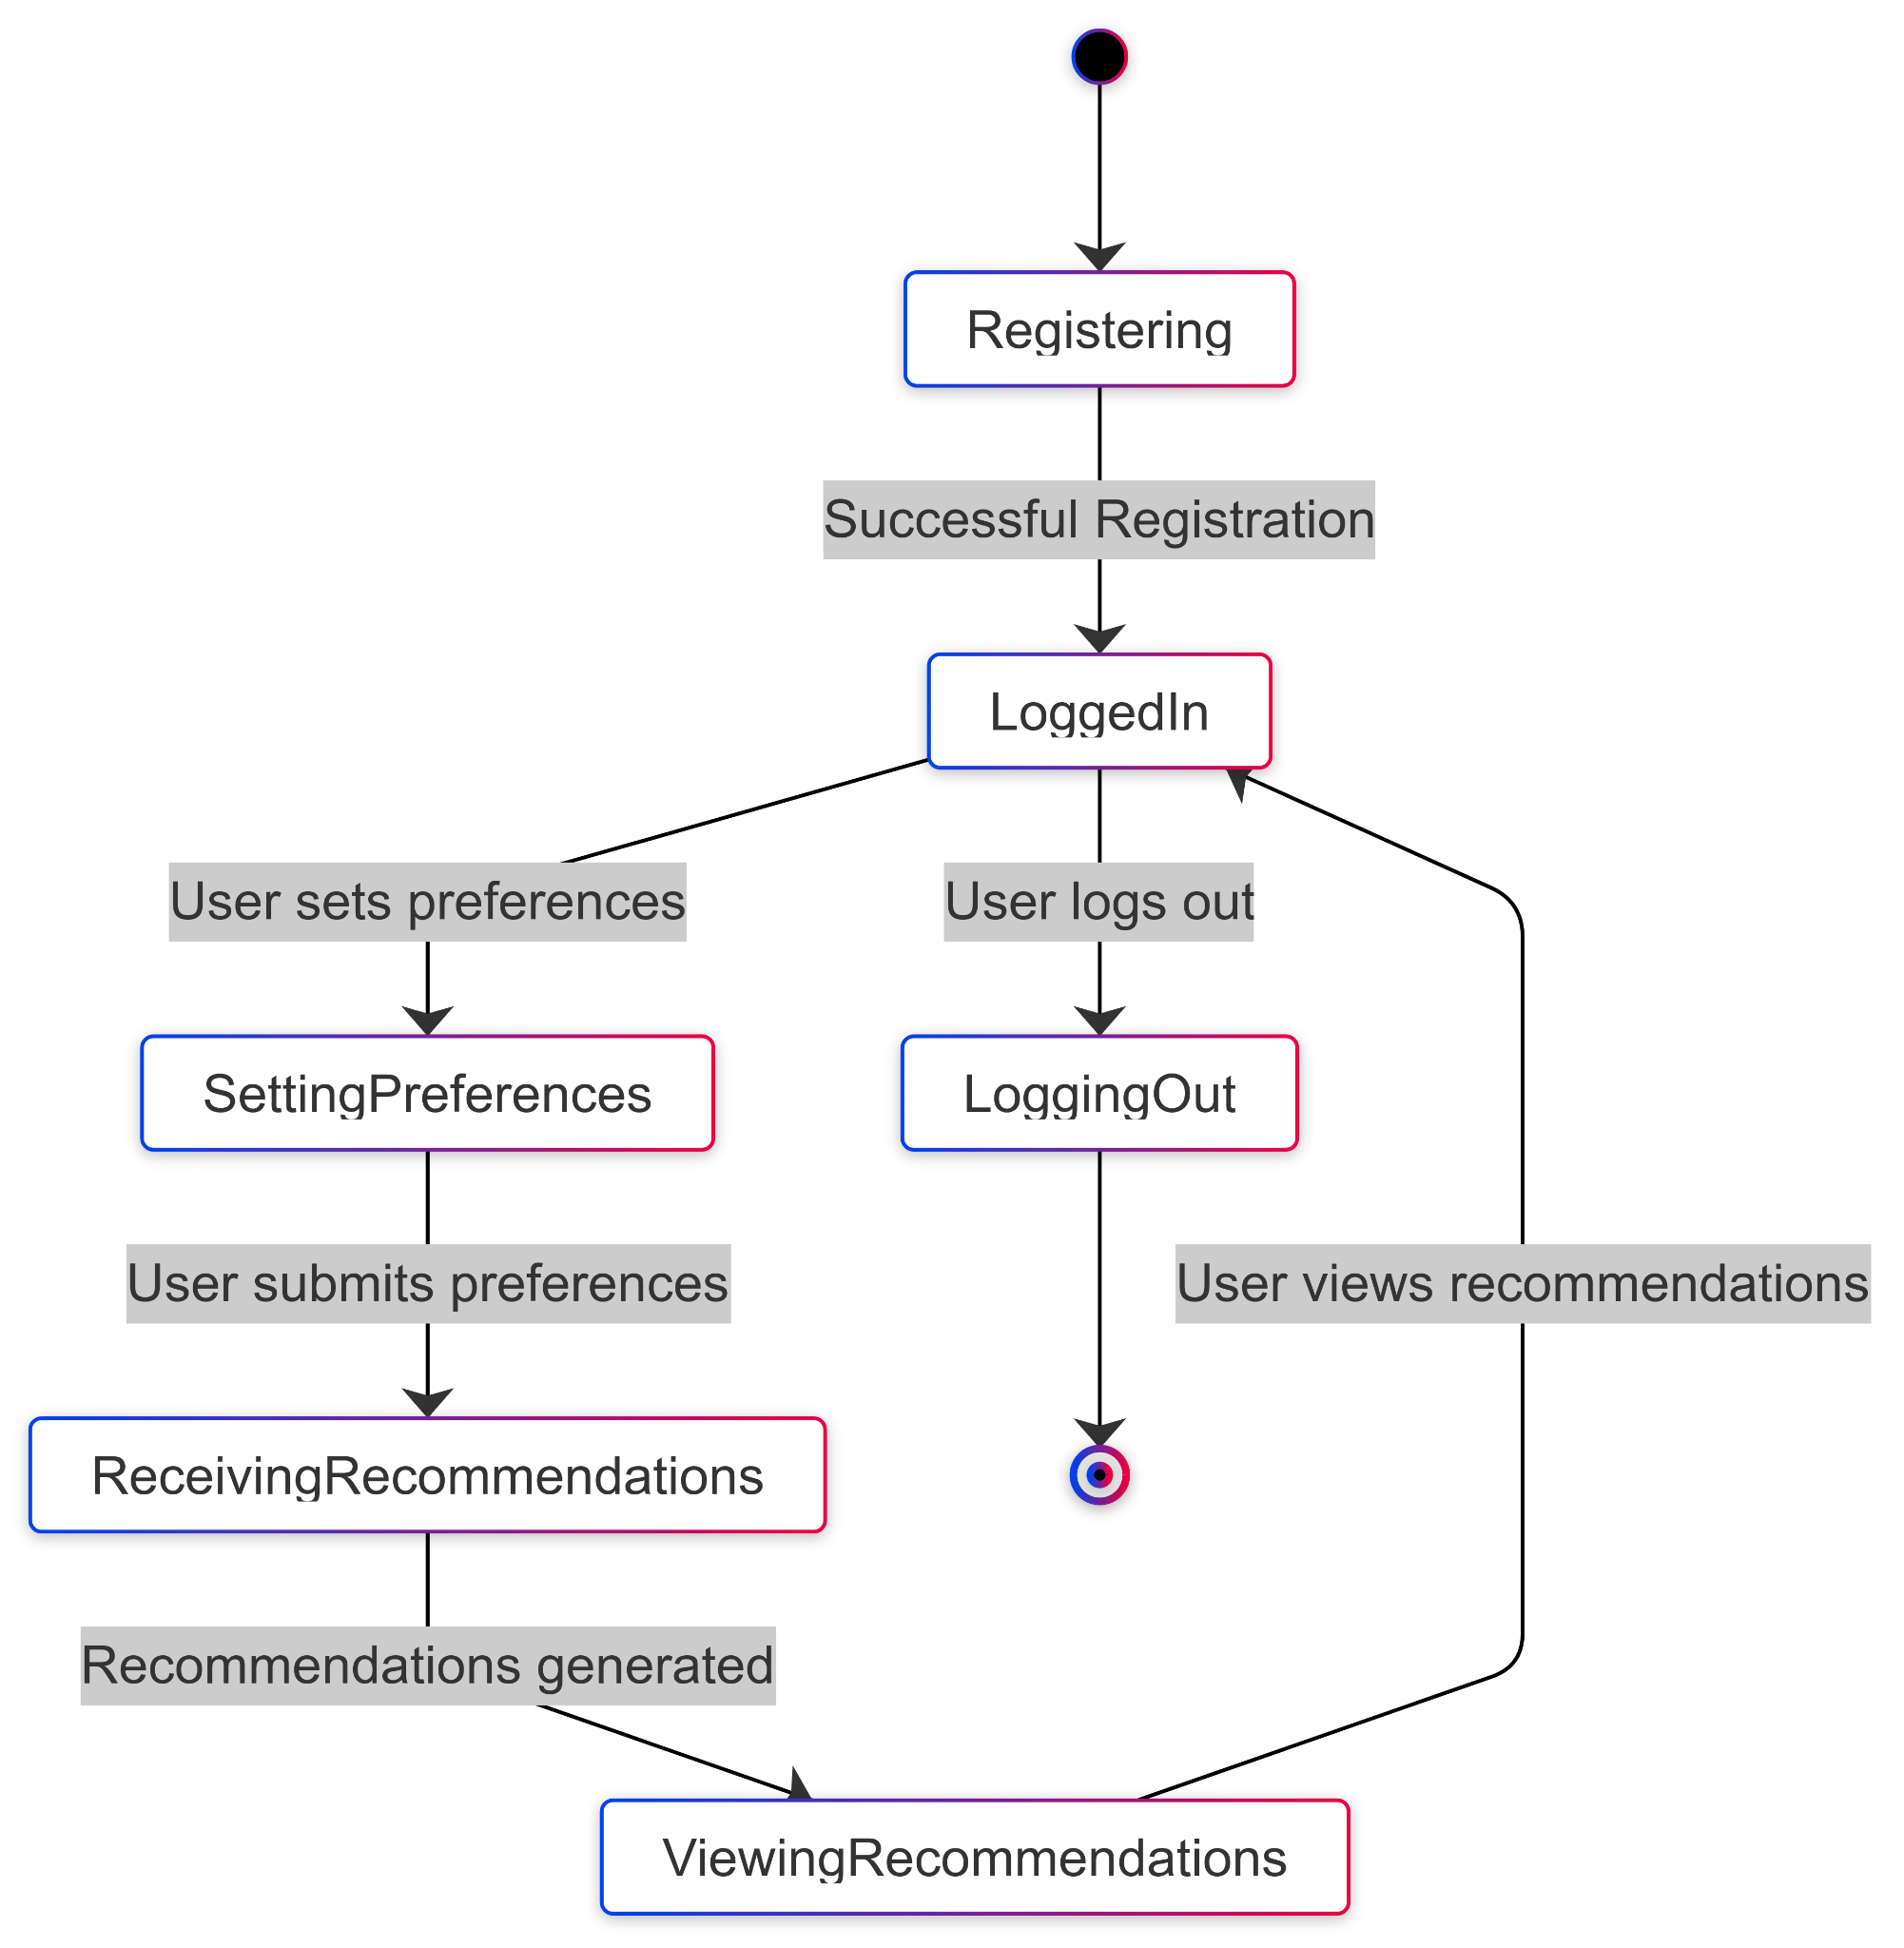 Registering
Successful Registration
LoggedIn
User sets preferences
User logs out
SettingPreferences
LoggingOut
User submits preferences
User views recommendations
ReceivingRecommendations
Recommendations generated
ViewingRecommendations